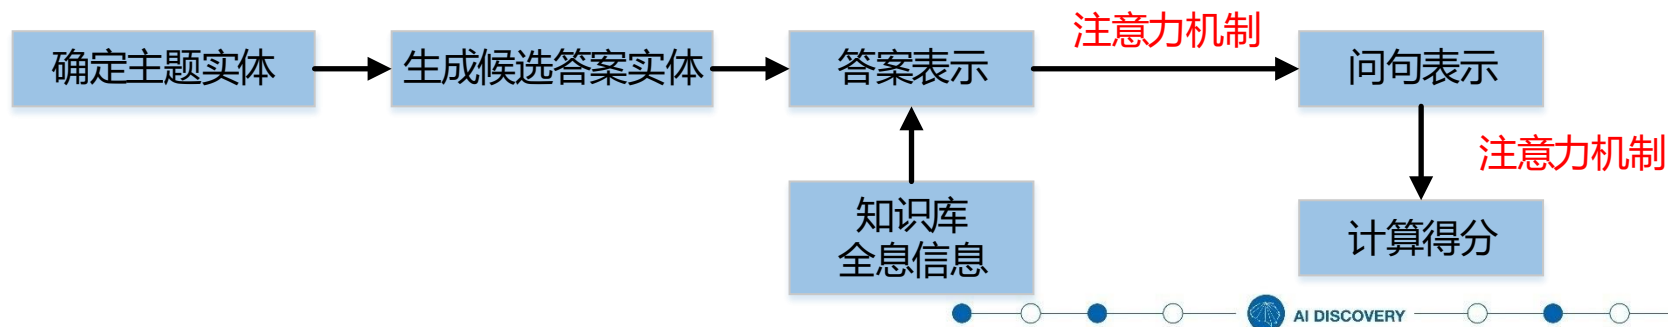 确定主题实体
生成候选答案实体
答案表示
注意力机制
问句表示
注意力机制
知识库
全息信息
计算得分
AI DISCOVERY